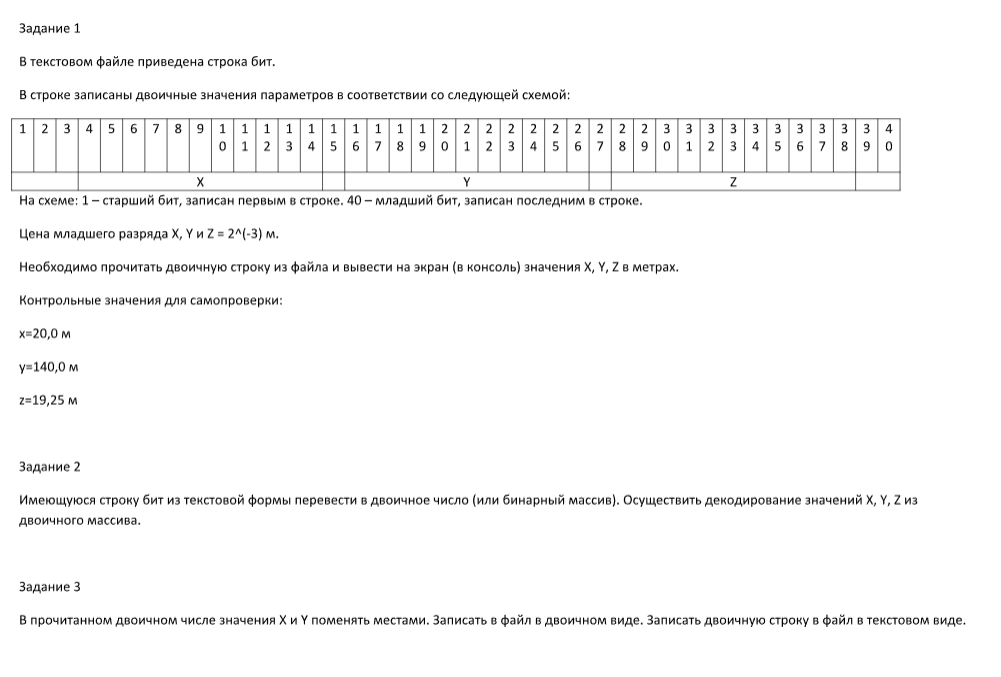 Задание 1
В текстовом файле приведена строка бит.
В строке записаны двоичные значения параметров в соответствии со следующей схемой:
1 2 3 4 5 6 7 8 9 10 11 12 13 14 15 16 17 18 19 20 21 22 23 24 25 26 27 28 29 30 31 32 33 34 35 36 37 38 39 40
X Y Z
На схеме: 1 – старший бит, записан первым в строке. 40 – младший бит, записан последним в строке.
Цена младшего разряда X, Y и Z = 2^(-3) м.
Необходимо прочитать двоичную строку из файла и вывести на экран (в консоль) значения X, Y, Z в метрах.
Контрольные значения для самопроверки:
x=20,0 м
y=140,0 м
z=19,25 м
Задание 2
Имеющуюся строку бит из текстовой формы перевести в двоичное число (или бинарный массив). Осуществить декодирование значений X, Y, Z из
двоичного массива.
Задание 3
В прочитанном двоичном числе значения X и Y поменять местами. Записать в файл в двоичном виде. Записать двоичную строку в файл в текстовом виде.